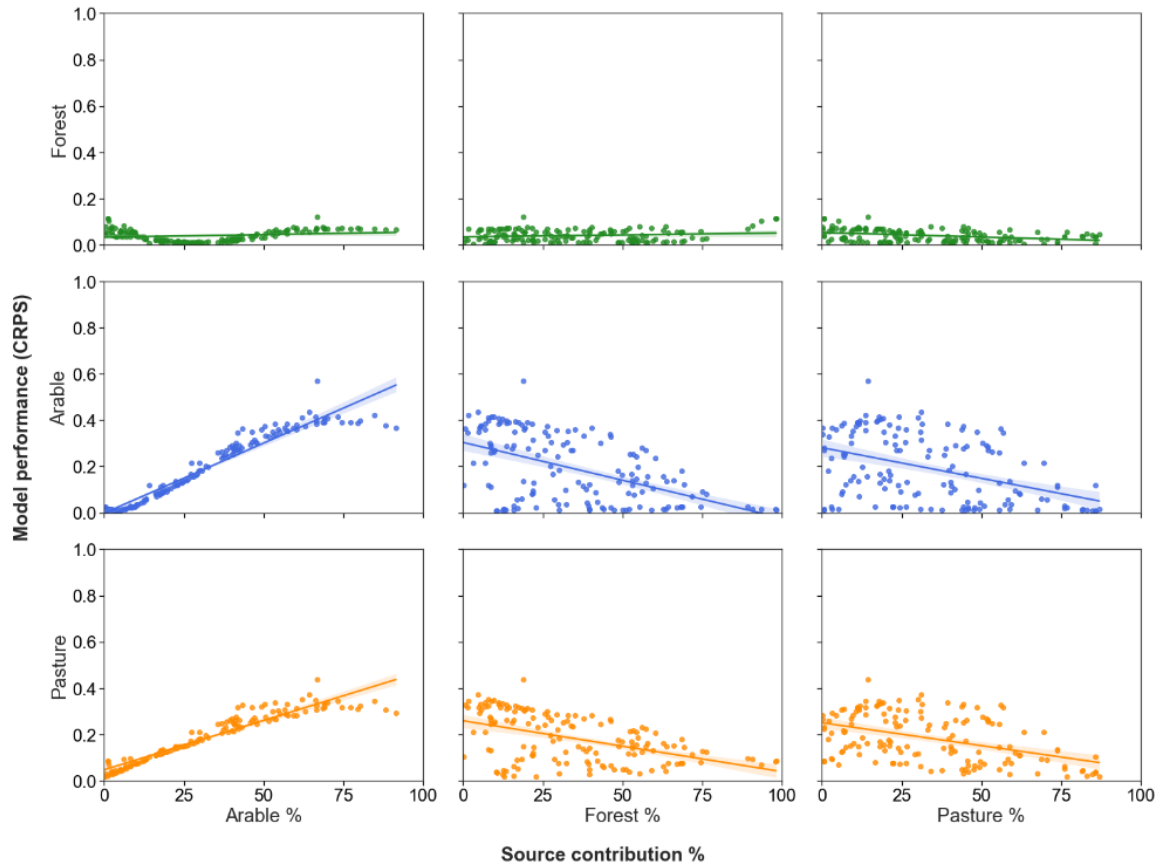 1.0
0.8
0.6
0.4
0.2
0.0
Forest
1.0
0.8
0.6
0.4
0.2
0.0
Arable
Model performance (CRPS)
1.0
0.8
0.6
0.4
0.2
0.0
Pasture
0 25 50 75 100
Arable %
0 25 50 75 100
Forest %
0 25 50 75 100
Pasture %
Source contribution %